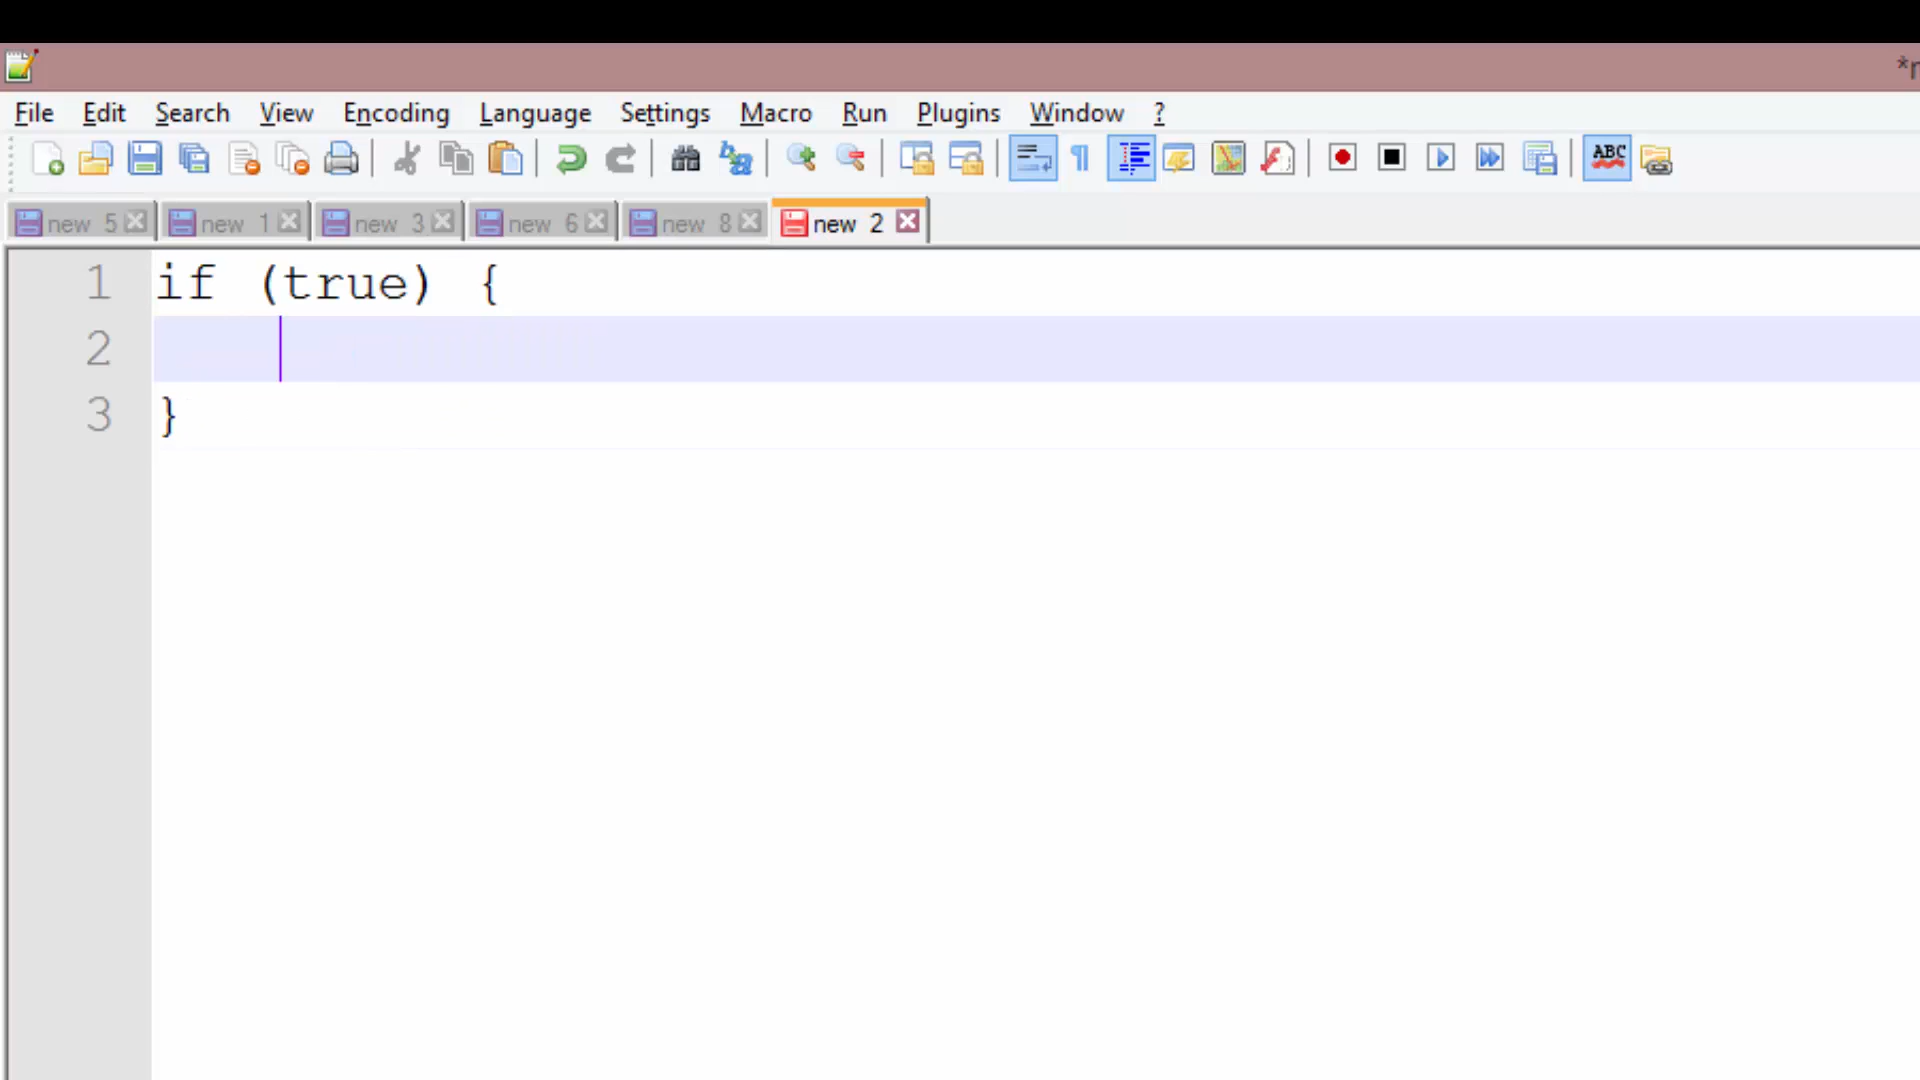 *n
File Edit Search View Encoding Language Settings Macro Run Plugins Window ?
ABC
new 5 new 1 new 3 new 6 new 8 new 2
1 if (true) {
2
3 }